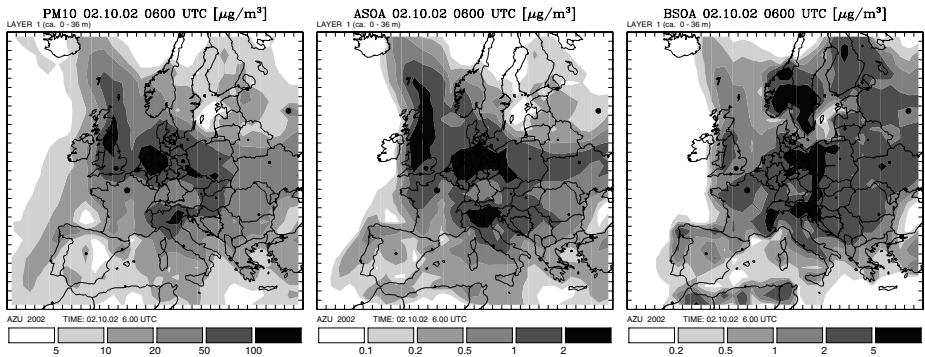 PM10 02.10.02 0600 UTC [μg/m³]
LAYER 1 (ca. 0 - 36 m)
AZU 2002 TIME: 02.10.02 6.00 UTC
5 10 20 50 100
ASOA 02.10.02 0600 UTC [μg/m³]
LAYER 1 (ca. 0 - 36 m)
AZU 2002 TIME: 02.10.02 6.00 UTC
0.1 0.2 0.5 1 2
BSOA 02.10.02 0600 UTC [μg/m³]
LAYER 1 (ca. 0 - 36 m)
AZU 2002 TIME: 02.10.02 6.00 UTC
0.2 0.5 1 2 5